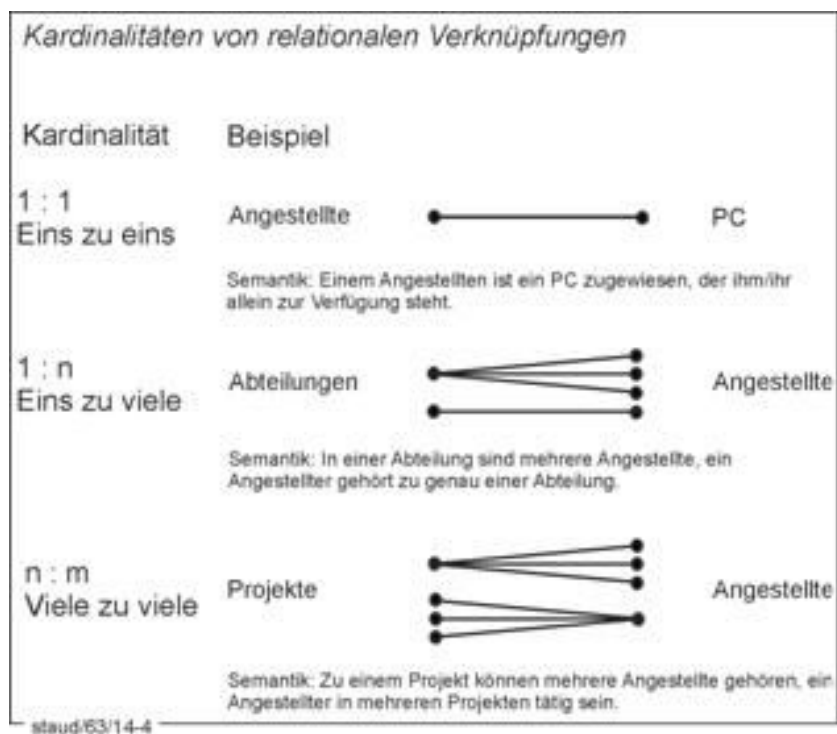 Kardinalitäten von relationalen Verknüpfungen
Kardinalität Beispiel
1 : 1
Eins zu eins
Angestellte PC
Semantik: Einem Angestellten ist ein PC zugewiesen, der ihm/ihr
allein zur Verfügung steht.
1 : n
Eins zu viele
Abteilungen Angestellte
Semantik: In einer Abteilung sind mehrere Angestellte, ein
Angestellter gehört zu genau einer Abteilung.
n : m
Viele zu viele
Projekte Angestellte
Semantik: Zu einem Projekt können mehrere Angestellte gehören, ein
Angestellter in mehreren Projekten tätig sein.
staud/63/14-4